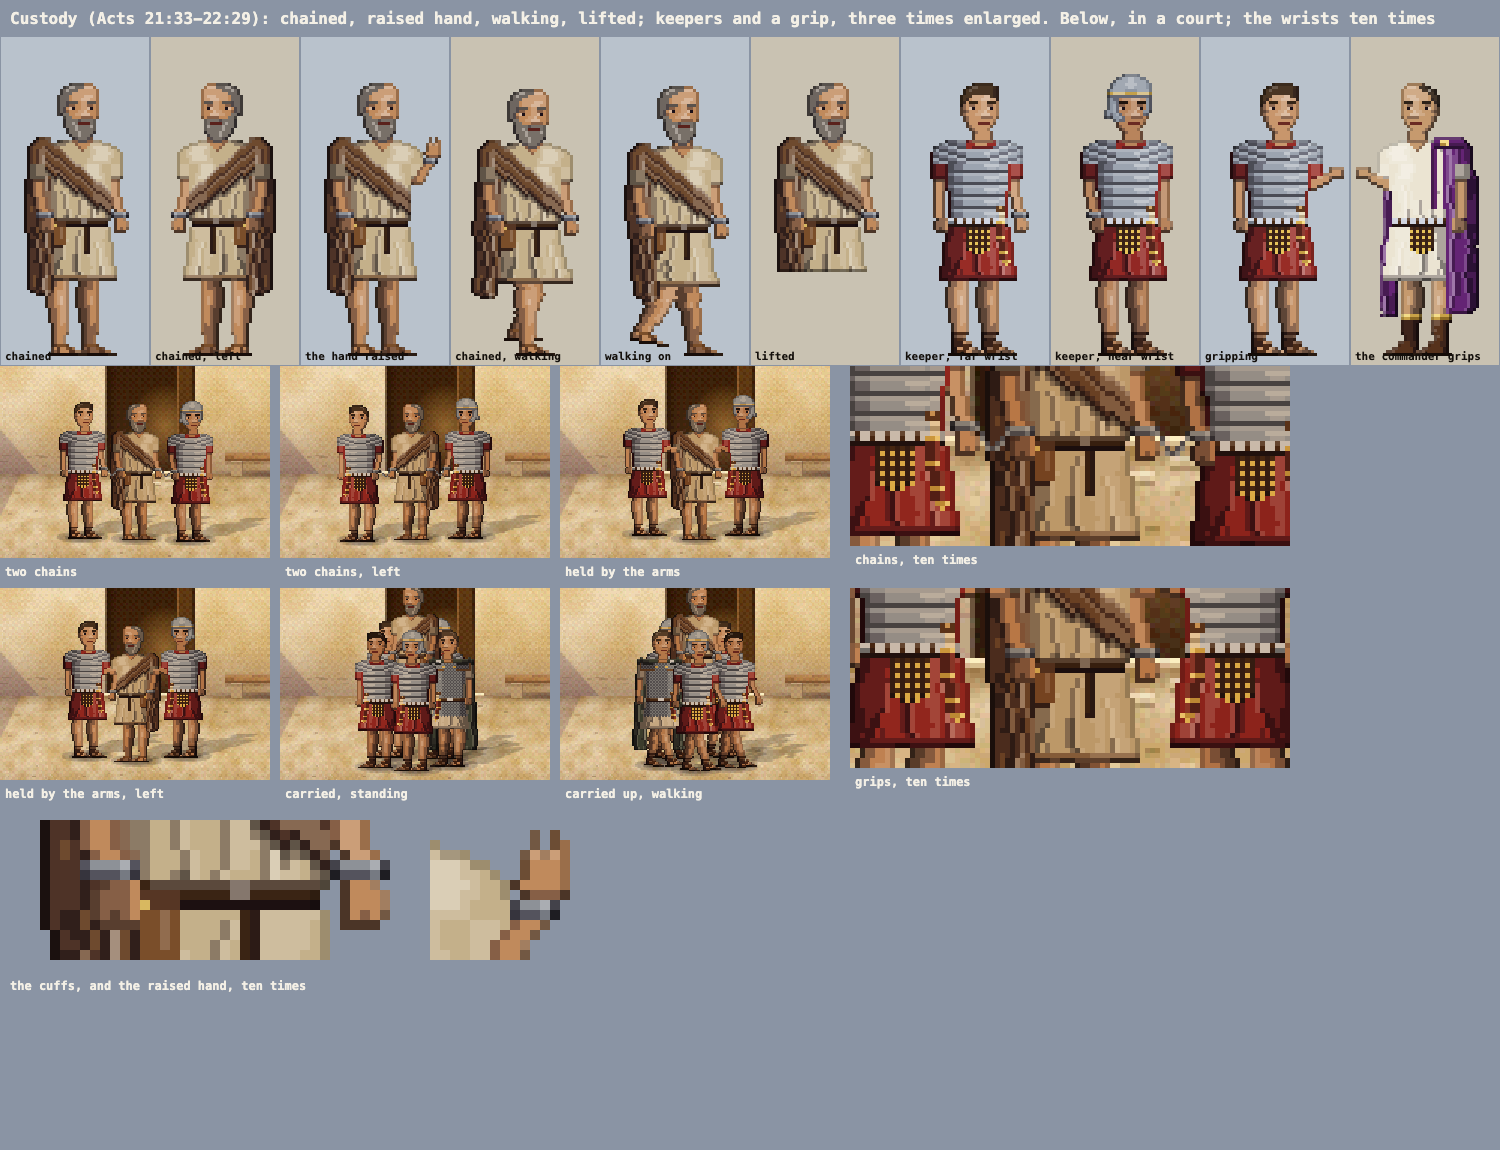 Custody (Acts 21:33–22:29): chained, raised hand, walking, lifted; keepers and a grip, three times enlarged. Below, in a court; the wrists ten times
chained
chained, left
the hand raised
chained, walking
walking on
lifted
keeper, far wrist
keeper, near wrist
gripping
the commander grips
two chains
two chains, left
held by the arms
chains, ten times
held by the arms, left
carried, standing
carried up, walking
grips, ten times
the cuffs, and the raised hand, ten times